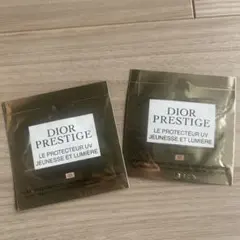 DIOR
PRESTIGE
LE PROTECTEUR UV
JEUNESSE ET LUMIÈRE
DIOR
PRESTIGE
LE PROTECTEUR UV
JEUNESSE ET LUMIÈRE